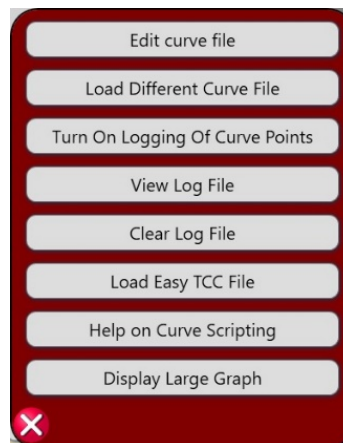 Edit curve file
Load Different Curve File
Turn On Logging Of Curve Points
View Log File
Clear Log File
Load Easy TCC File
Help on Curve Scripting
Display Large Graph